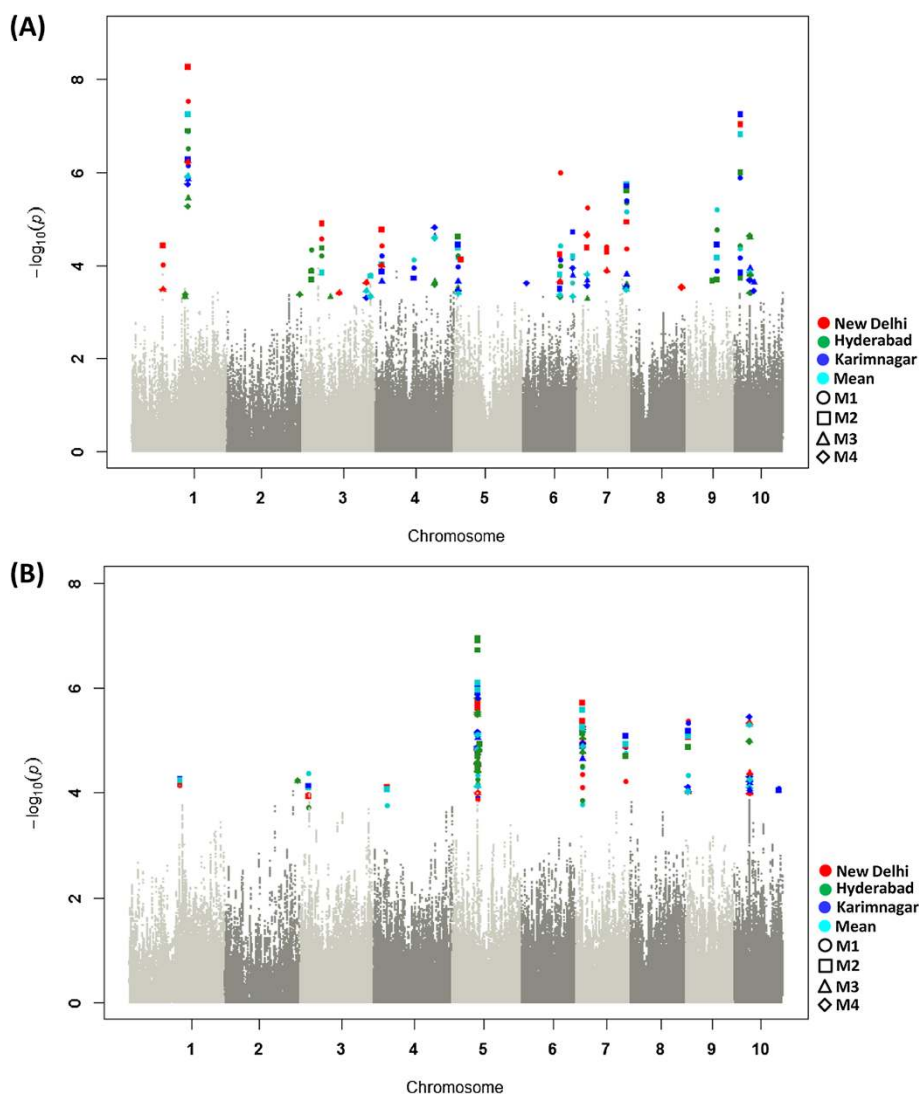 (A)
8
6
4
2
0
−log10(p)
1 2 3 4 5 6 7 8 9 10
Chromosome
New Delhi
Hyderabad
Karimnagar
Mean
M1
M2
M3
M4
(B)
8
6
4
2
0
−log10(p)
1 2 3 4 5 6 7 8 9 10
Chromosome
New Delhi
Hyderabad
Karimnagar
Mean
M1
M2
M3
M4